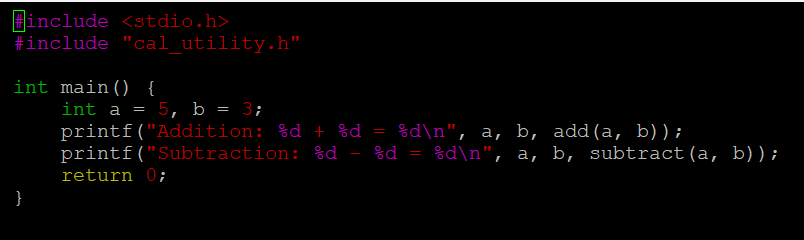 #include <stdio.h>
#include "cal_utility.h"

int main() {
    int a = 5, b = 3;
    printf("Addition: %d + %d = %d\n", a, b, add(a, b));
    printf("Subtraction: %d - %d = %d\n", a, b, subtract(a, b));
    return 0;
}